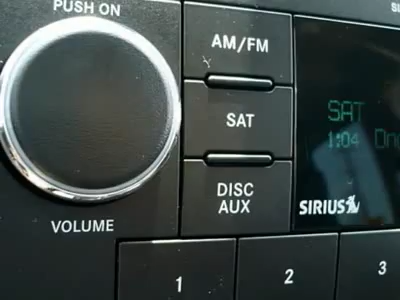 PUSH ON
AM/FM
SAT
DISC
AUX
VOLUME
SAT
1:04
SIRIUS
1
2
3